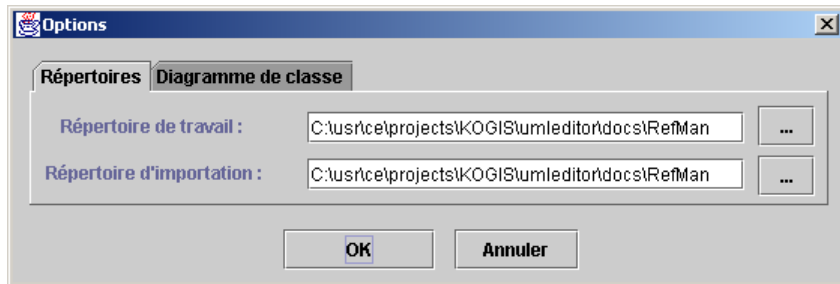 Options
Répertoires Diagramme de classe
Répertoire de travail : C:\usr\ce\projects\KOGIS\umleditor\docs\RefMan ...
Répertoire d'importation : C:\usr\ce\projects\KOGIS\umleditor\docs\RefMan ...
OK Annuler